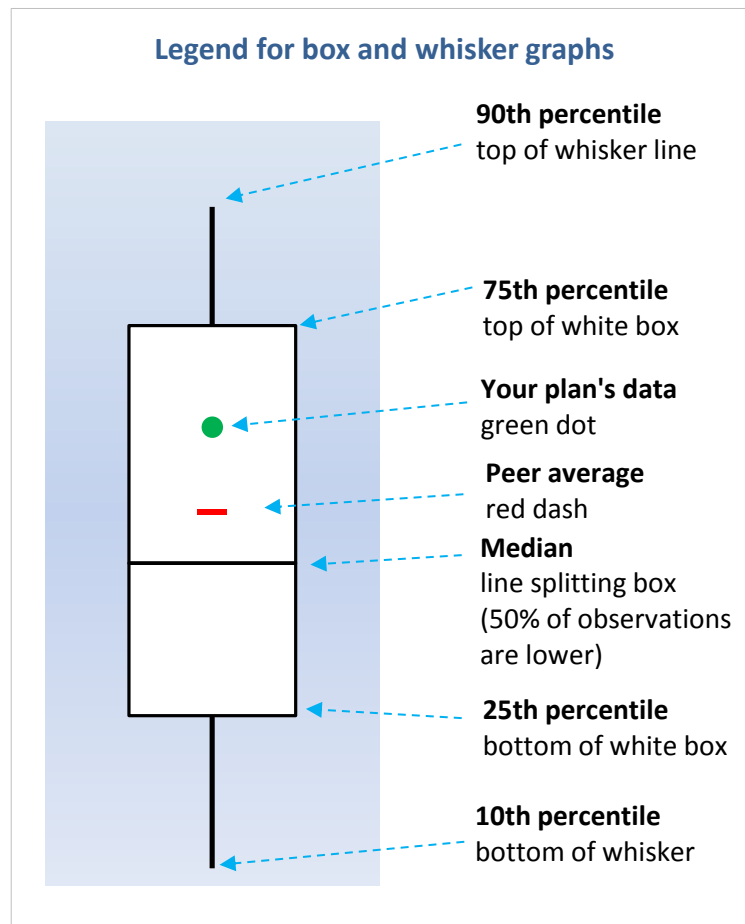 Legend for box and whisker graphs
90th percentile
top of whisker line
75th percentile
top of white box
Your plan's data
green dot
Peer average
red dash
Median
line splitting box
(50% of observations
are lower)
25th percentile
bottom of white box
10th percentile
bottom of whisker